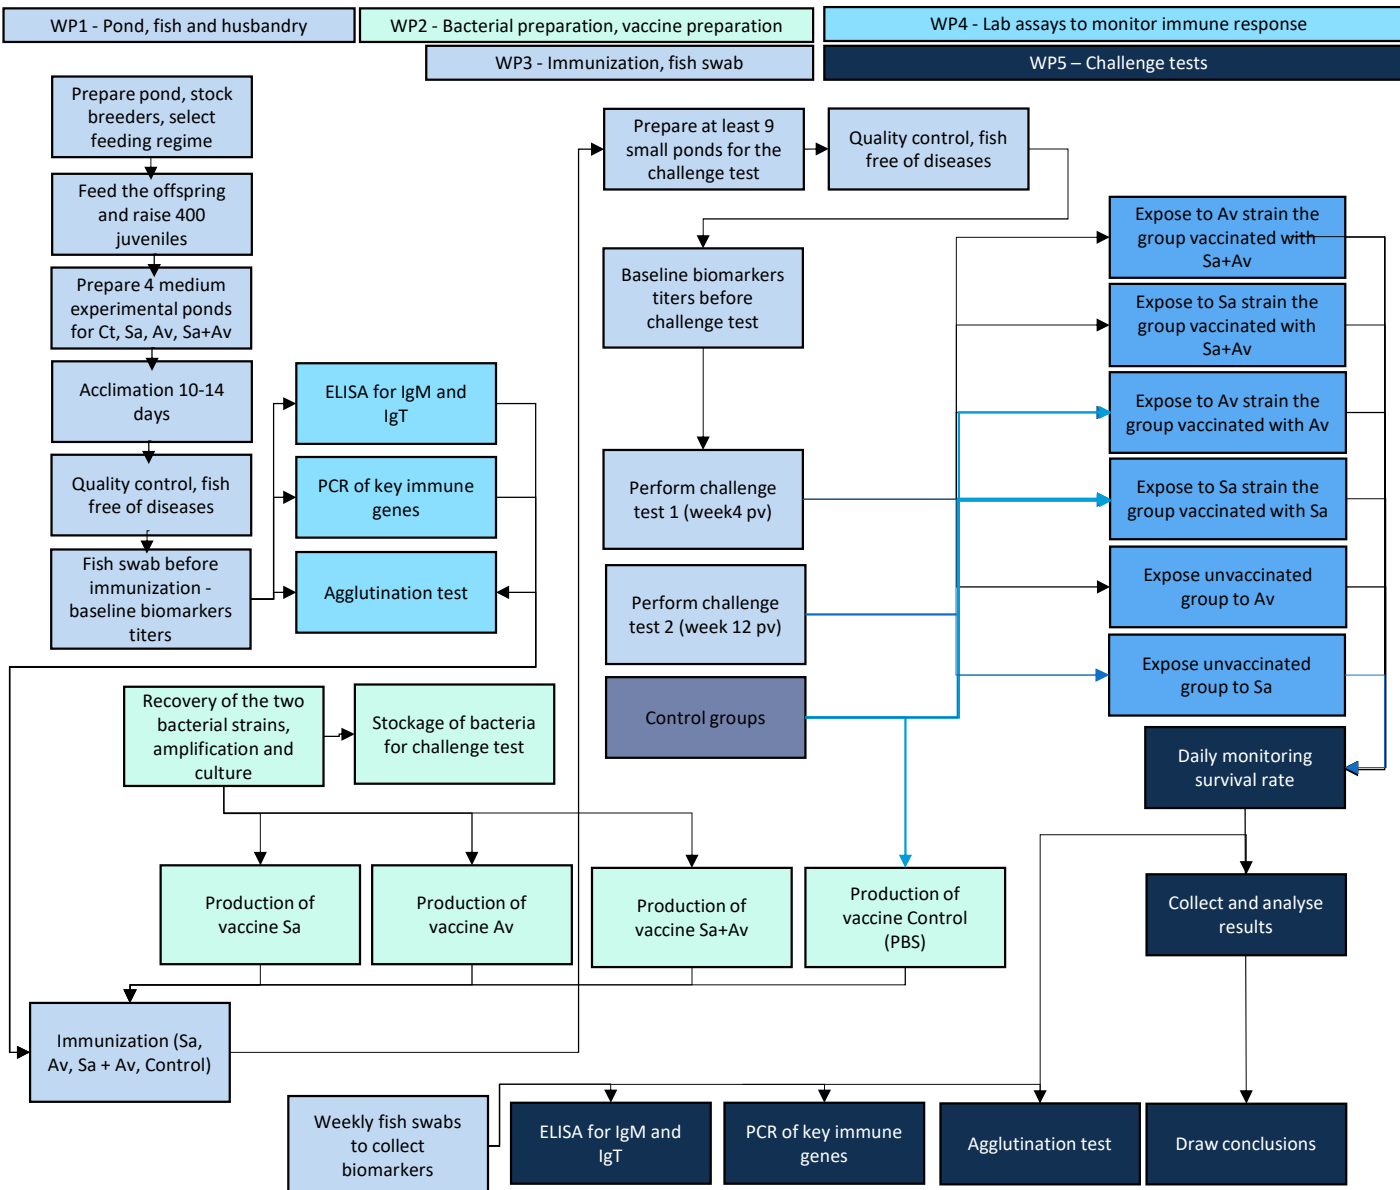 WP1 - Pond, fish and husbandry
WP2 - Bacterial preparation, vaccine preparation
WP4 - Lab assays to monitor immune response
WP3 - Immunization, fish swab
WP5 – Challenge tests
Prepare pond, stock
breeders, select
feeding regime
Feed the offspring
and raise 400
juveniles
Prepare 4 medium
experimental ponds
for Ct, Sa, Av, Sa+Av
Acclimation 10-14
days
Quality control, fish
free of diseases
Fish swab before
immunization -
baseline biomarkers
titers
ELISA for IgM and
IgT
PCR of key immune
genes
Agglutination test
Recovery of the two
bacterial strains,
amplification and
culture
Stockage of bacteria
for challenge test
Production of
vaccine Sa
Production of
vaccine Av
Production of
vaccine Sa+Av
Production of
vaccine Control
(PBS)
Immunization (Sa,
Av, Sa + Av, Control)
Prepare at least 9
small ponds for the
challenge test
Quality control, fish
free of diseases
Baseline biomarkers
titers before
challenge test
Perform challenge
test 1 (week4 pv)
Perform challenge
test 2 (week 12 pv)
Control groups
Expose to Av strain the
group vaccinated with
Sa+Av
Expose to Sa strain the
group vaccinated with
Sa+Av
Expose to Av strain the
group vaccinated with Av
Expose to Sa strain the
group vaccinated with Sa
Expose unvaccinated
group to Av
Expose unvaccinated
group to Sa
Daily monitoring
survival rate
Collect and analyse
results
Weekly fish swabs
to collect
biomarkers
ELISA for IgM and
IgT
PCR of key immune
genes
Agglutination test
Draw conclusions